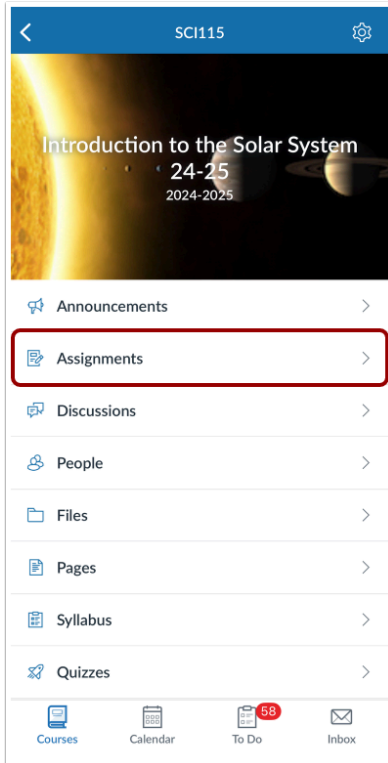 SCI115
Introduction to the Solar System
24-25
2024-2025
Announcements
Assignments
Discussions
People
Files
Pages
Syllabus
Quizzes
58
Courses Calendar To Do Inbox